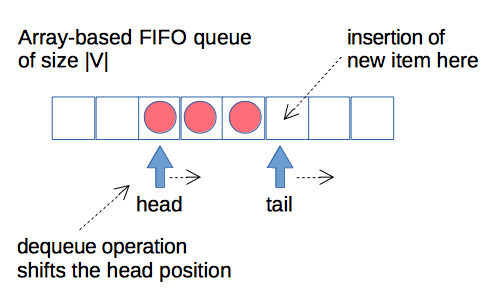 Array-based FIFO queue
of size |V|
insertion of
new item here
head
tail
dequeue operation
shifts the head position